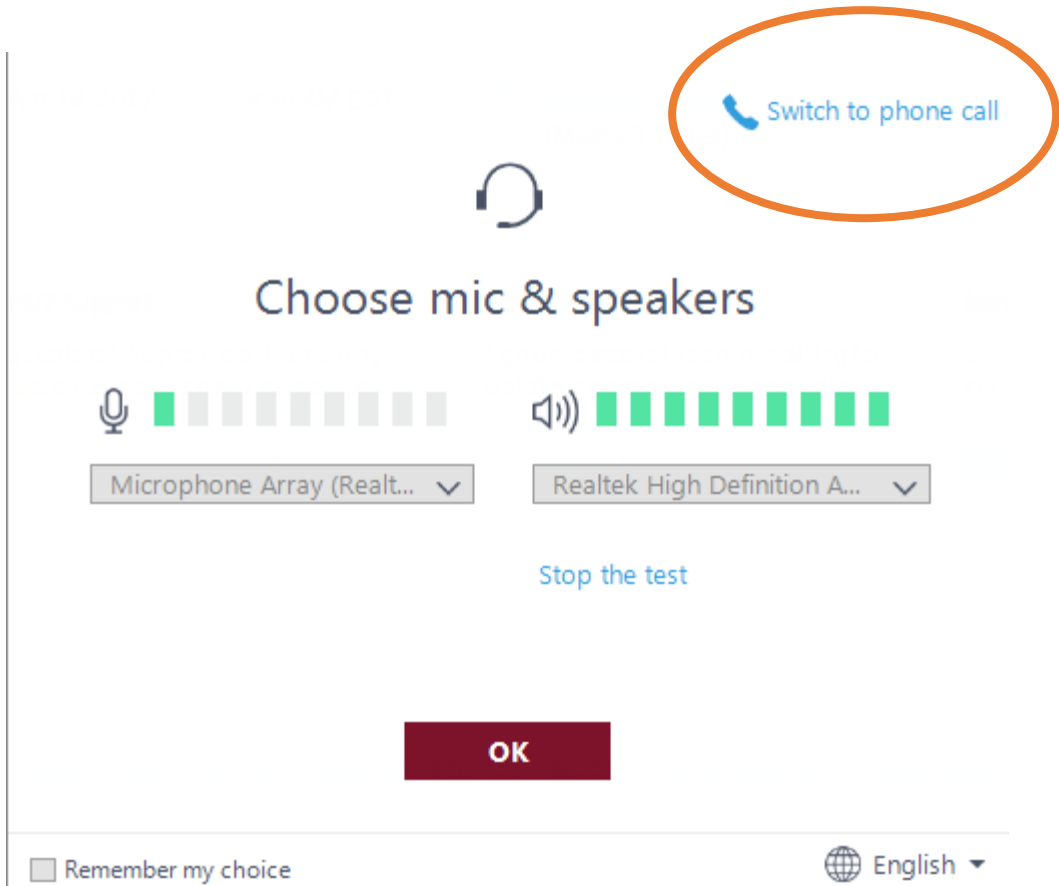 Switch to phone call
Choose mic & speakers
Microphone Array (Realt...
Realtek High Definition A...
Stop the test
OK
Remember my choice
English